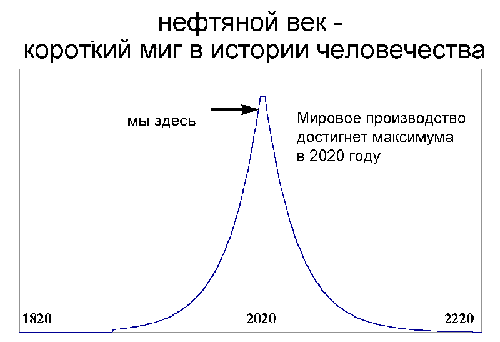 нефтяной век -
короткий миг в истории человечества
мы здесь
Мировое производство
достигнет максимума
в 2020 году
1820
2020
2220